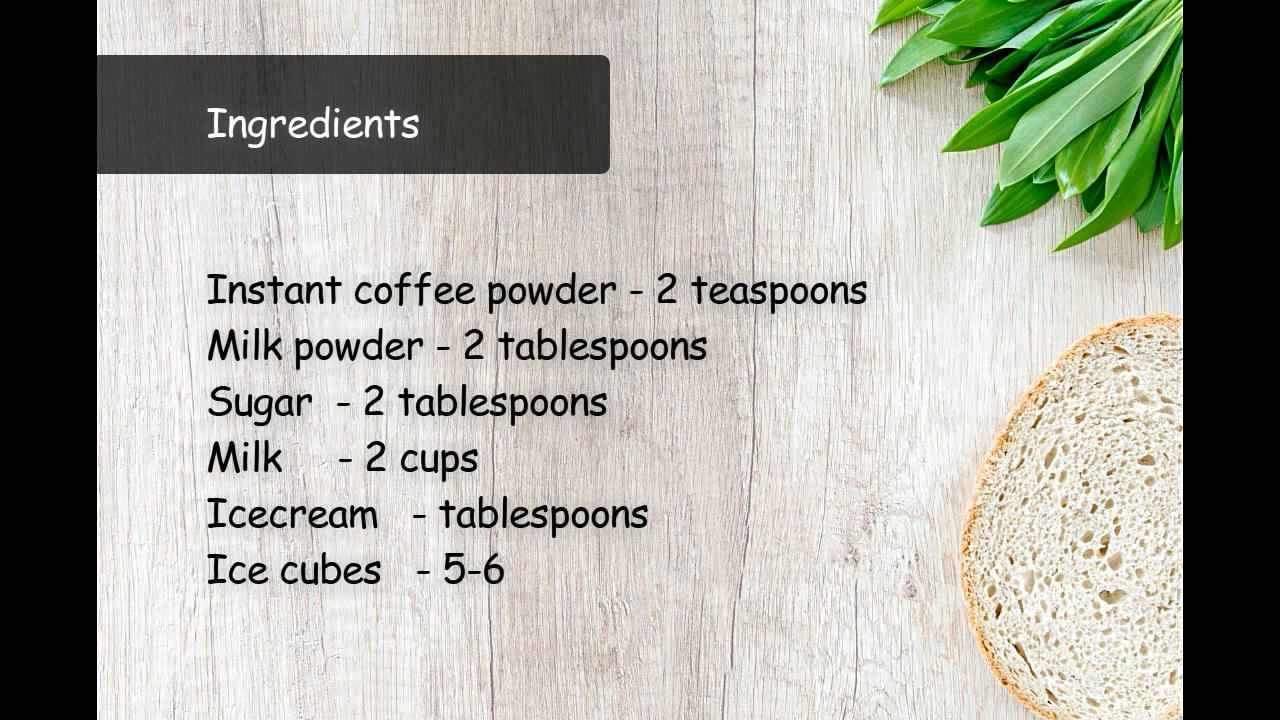 Ingredients
Instant coffee powder - 2 teaspoons
Milk powder - 2 tablespoons
Sugar  - 2 tablespoons
Milk     - 2 cups
Icecream   - tablespoons
Ice cubes   - 5-6